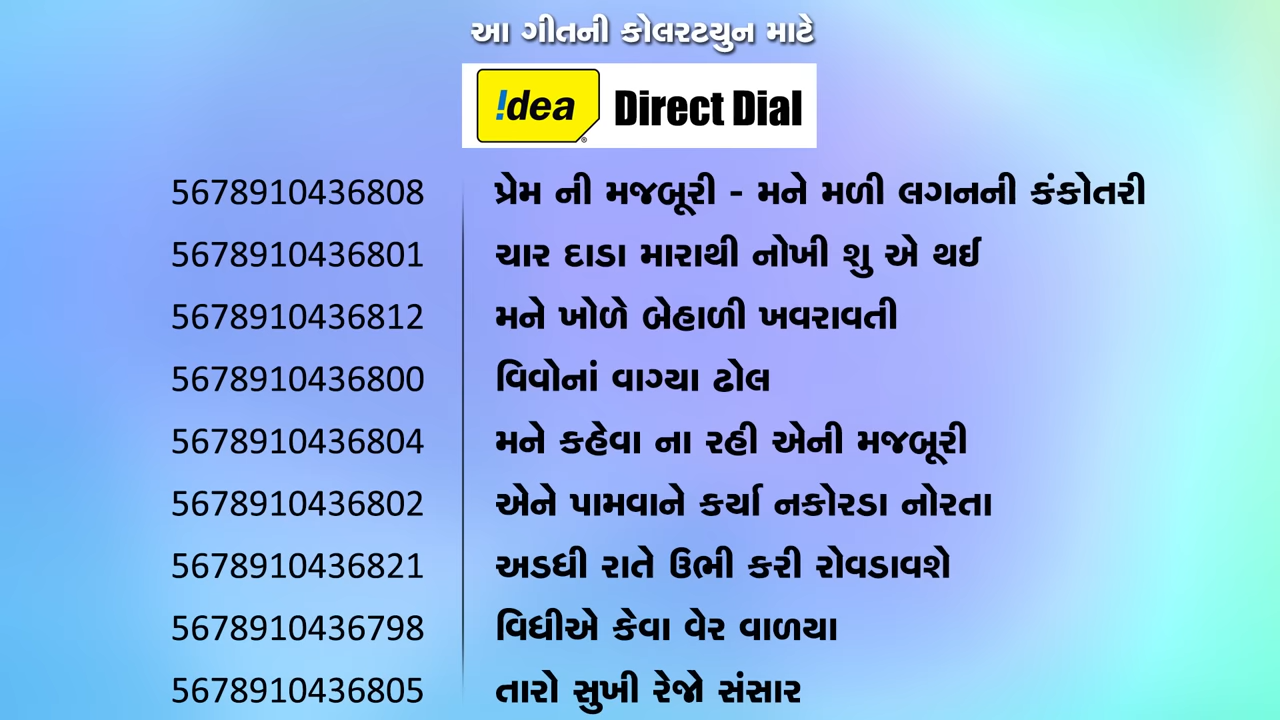 આ ગીતની કોલરટયુન માટે
!dea Direct Dial
5678910436808 પ્રેમ ની મજબૂરી - મને મળી લગનની કંકોતરી
5678910436801 ચાર દાડા મારાથી નોખી શુ એ થઈ
5678910436812 મને ખોળે બેહાળી ખવરાવતી
5678910436800 વિવોનાં વાગ્યા ઢોલ
5678910436804 મને કહેવા ના રહી એની મજબૂરી
5678910436802 એને પામવાને કર્યા નકોરડા નોરતા
5678910436821 અડધી રાતે ઉભી કરી રોવડાવશે
5678910436798 વિધીએ કેવા વેર વાળયા
5678910436805 તારો સુખી રેજો સંસાર